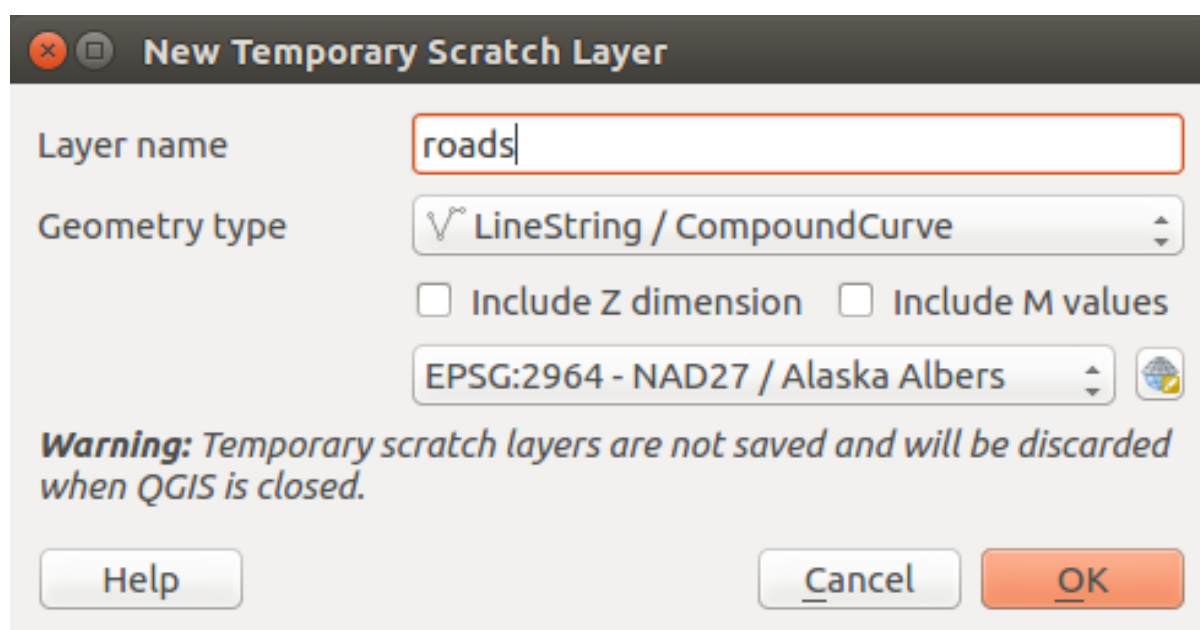 New Temporary Scratch Layer
Layer name
roads
Geometry type
LineString / CompoundCurve
Include Z dimension
Include M values
EPSG:2964 - NAD27 / Alaska Albers
Warning: Temporary scratch layers are not saved and will be discarded
when QGIS is closed.
Help
Cancel
OK